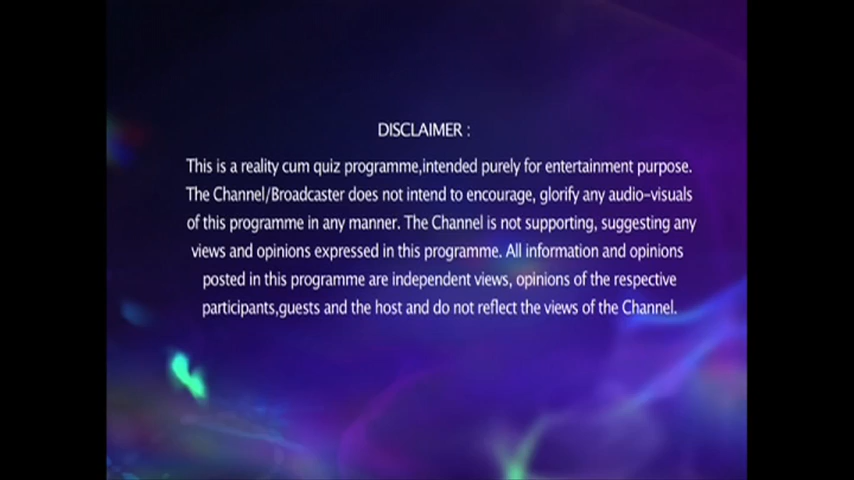 DISCLAIMER :
This is a reality cum quiz programme,intended purely for entertainment purpose.
The Channel/Broadcaster does not intend to encourage, glorify any audio-visuals
of this programme in any manner. The Channel is not supporting, suggesting any
views and opinions expressed in this programme. All information and opinions
posted in this programme are independent views, opinions of the respective
participants,guests and the host and do not reflect the views of the Channel.